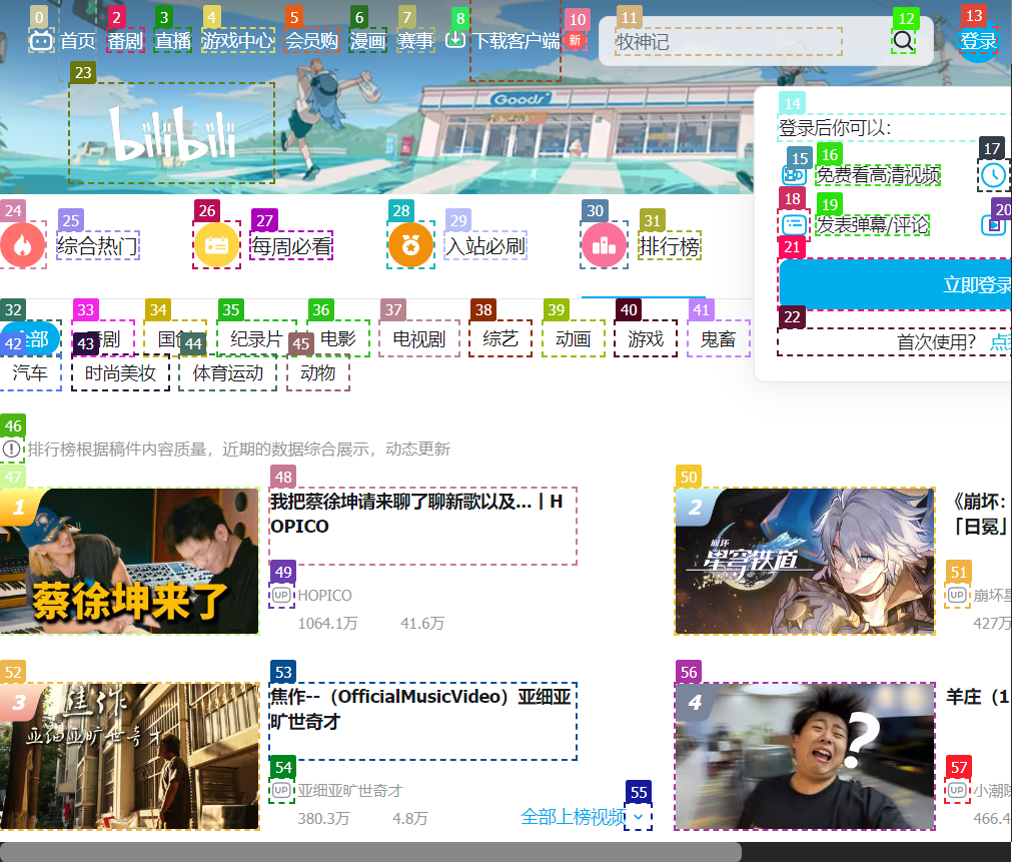 0 2 3 4 5 6 7 8 10 11 12 13
首页 番剧 直播 游戏中心 会员购 漫画 赛事 下载客户端 新 牧神记 登录
Goods
23
bilibili
14
登录后你可以：
15 16 17
免费看高清视频
18 19 20
发表弹幕/评论
21
立即登录
22
首次使用？ 点我
24 25 26 27 28 29 30 31
综合热门 每周必看 入站必刷 排行榜
32 33 34 35 36 37 38 39 40 41
部 番剧 国创 纪录片 电影 电视剧 综艺 动画 游戏 鬼畜
42 43 44 45
汽车 时尚美妆 体育运动 动物
46
排行榜根据稿件内容质量，近期的数据综合展示，动态更新
47 48 50
1
蔡徐坤来了
我把蔡徐坤请来聊了聊新歌以及...丨H
OPICO
49
UP HOPICO
1064.1万 41.6万
2
崩坏
星穹铁道
《崩坏：
「日冕」
51
UP 崩坏星
427万
52 53 56
3
焦作
亚细亚旷世奇才
焦作--（OfficialMusicVideo）亚细亚
旷世奇才
54
UP 亚细亚旷世奇才
380.3万 4.8万
55
全部上榜视频
4
?
羊庄（1
57
UP 小潮院
466.4